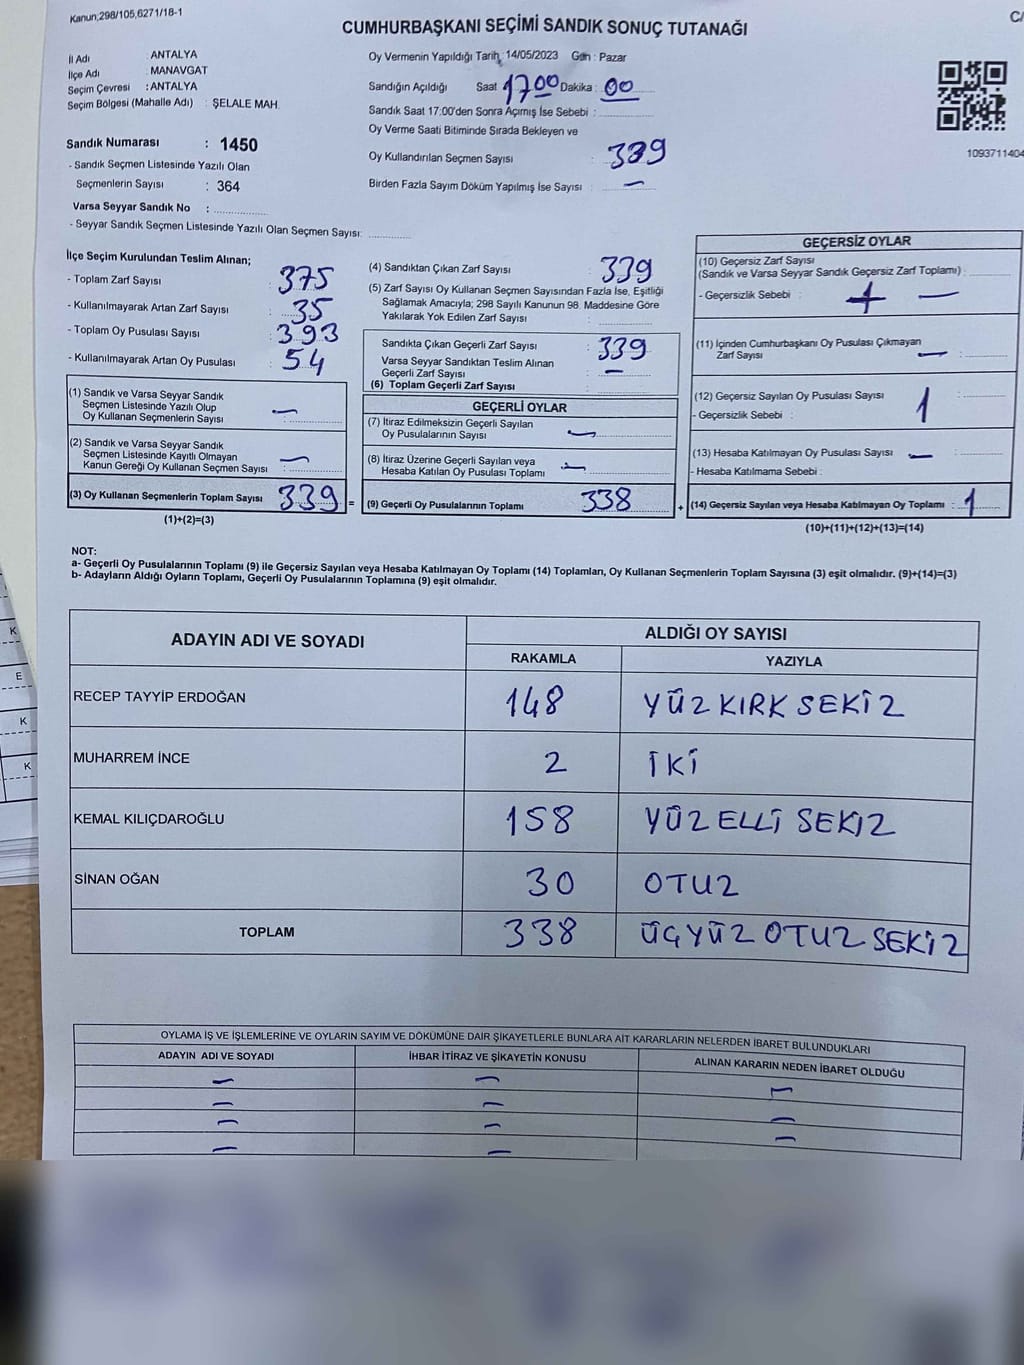 Kanun;298/105,6271/18-1
C/
CUMHURBAŞKANI SEÇİMİ SANDIK SONUÇ TUTANAĞI
İl Adı : ANTALYA
İlçe Adı : MANAVGAT
Seçim Çevresi : ANTALYA
Seçim Bölgesi (Mahalle Adı) : ŞELALE MAH.
Sandık Numarası : 1450
- Sandık Seçmen Listesinde Yazılı Olan
Seçmenlerin Sayısı : 364
Varsa Seyyar Sandık No :
- Seyyar Sandık Seçmen Listesinde Yazılı Olan Seçmen Sayısı:
Oy Vermenin Yapıldığı Tarih : 14/05/2023 Gün : Pazar
Sandığın Açıldığı Saat 17 00 Dakika : 00
Sandık Saat 17:00'den Sonra Açımış İse Sebebi :
Oy Verme Saati Bitiminde Sırada Bekleyen ve
Oy Kullandırılan Seçmen Sayısı : 339
Birden Fazla Sayım Döküm Yapılmış İse Sayısı : —
1093711404
İlçe Seçim Kurulundan Teslim Alınan;
- Toplam Zarf Sayısı : 375
- Kullanılmayarak Artan Zarf Sayısı : 35
- Toplam Oy Pusulası Sayısı : 393
- Kullanılmayarak Artan Oy Pusulası : 54
(1) Sandık ve Varsa Seyyar Sandık
Seçmen Listesinde Yazılı Olup
Oy Kullanan Seçmenlerin Sayısı : —
(2) Sandık ve Varsa Seyyar Sandık
Seçmen Listesinde Kayıtlı Olmayan
Kanun Gereği Oy Kullanan Seçmen Sayısı : —
(3) Oy Kullanan Seçmenlerin Toplam Sayısı 339 =
(1)+(2)=(3)
(4) Sandıktan Çıkan Zarf Sayısı : 339
(5) Zarf Sayısı Oy Kullanan Seçmen Sayısından Fazla İse, Eşitliği
Sağlamak Amacıyla; 298 Sayılı Kanunun 98. Maddesine Göre
Yakılarak Yok Edilen Zarf Sayısı :
Sandıkta Çıkan Geçerli Zarf Sayısı : 339
Varsa Seyyar Sandıktan Teslim Alınan
Geçerli Zarf Sayısı : —
(6) Toplam Geçerli Zarf Sayısı :
GEÇERLİ OYLAR
(7) İtiraz Edilmeksizin Geçerli Sayılan
Oy Pusulalarının Sayısı : —
(8) İtiraz Üzerine Geçerli Sayılan veya
Hesaba Katılan Oy Pusulası Toplamı : —
(9) Geçerli Oy Pusulalarının Toplamı 338 +
GEÇERSİZ OYLAR
(10) Geçersiz Zarf Sayısı
(Sandık ve Varsa Seyyar Sandık Geçersiz Zarf Toplamı) :
- Geçersizlik Sebebi : —
(11) İçinden Cumhurbaşkanı Oy Pusulası Çıkmayan
Zarf Sayısı — :
(12) Geçersiz Sayılan Oy Pusulası Sayısı 1 :
- Geçersizlik Sebebi :
(13) Hesaba Katılmayan Oy Pusulası Sayısı — :
- Hesaba Katılmama Sebebi :
(14) Geçersiz Sayılan veya Hesaba Katılmayan Oy Toplamı : 1
(10)+(11)+(12)+(13)=(14)
NOT:
a- Geçerli Oy Pusulalarının Toplamı (9) ile Geçersiz Sayılan veya Hesaba Katılmayan Oy Toplamı (14) Toplamları, Oy Kullanan Seçmenlerin Toplam Sayısına (3) eşit olmalıdır. (9)+(14)=(3)
b- Adayların Aldığı Oyların Toplamı, Geçerli Oy Pusulalarının Toplamına (9) eşit olmalıdır.
K
E
K
K
ADAYIN ADI VE SOYADI ALDIĞI OY SAYISI
RAKAMLA YAZIYLA
RECEP TAYYİP ERDOĞAN 148 YÜZ KIRK SEKİZ
MUHARREM İNCE 2 İKİ
KEMAL KILIÇDAROĞLU 158 YÜZ ELLİ SEKİZ
SİNAN OĞAN 30 OTUZ
TOPLAM 338 ÜÇYÜZ OTUZ SEKİZ
OYLAMA İŞ VE İŞLEMLERİNE VE OYLARIN SAYIM VE DÖKÜMÜNE DAİR ŞİKAYETLERLE BUNLARA AİT KARARLARIN NELERDEN İBARET BULUNDUKLARI
ADAYIN ADI VE SOYADI İHBAR İTİRAZ VE ŞİKAYETİN KONUSU ALINAN KARARIN NEDEN İBARET OLDUĞU
— — —
— — —
— — —
— —